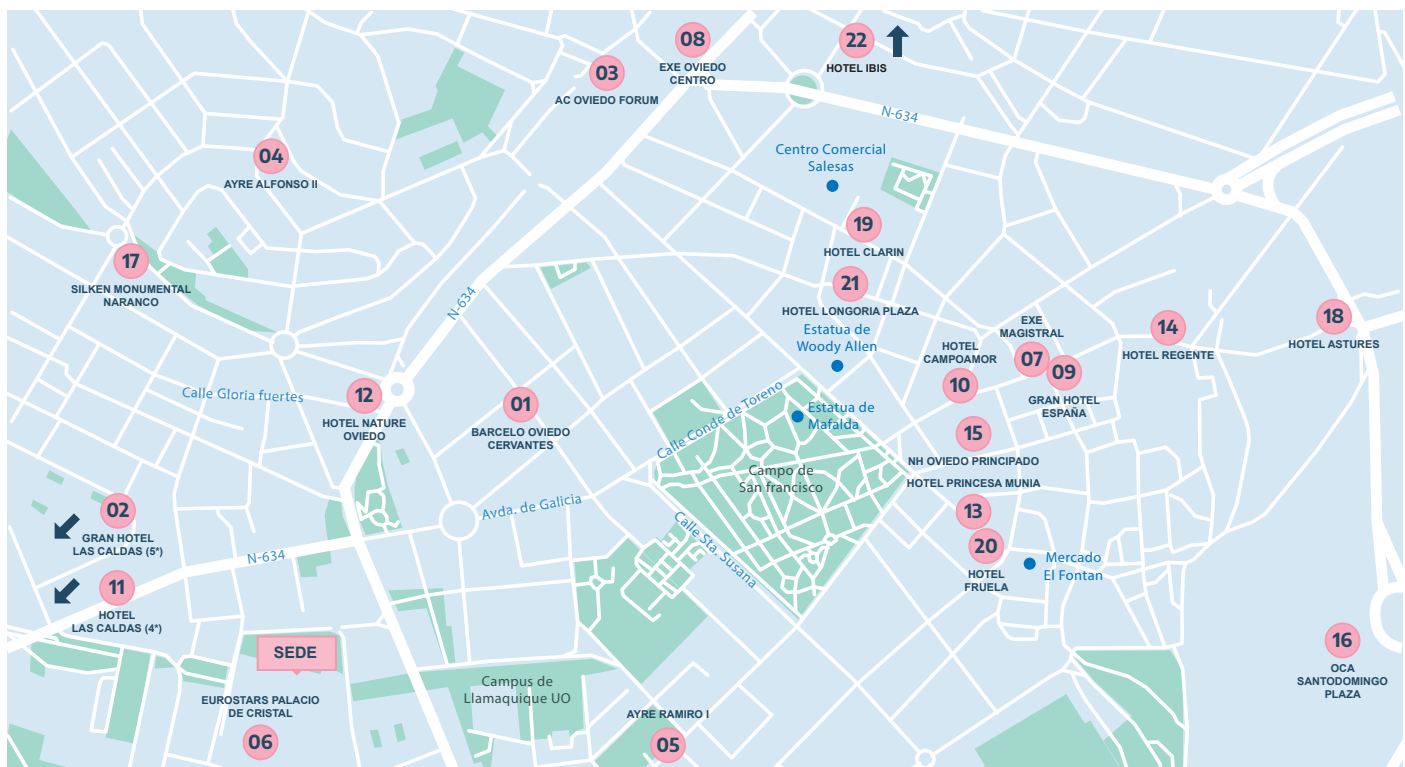 08
EXE OVIEDO
CENTRO
22
HOTEL IBIS
03
AC OVIEDO FORUM
N-634
04
AYRE ALFONSO II
Centro Comercial
Salesas
19
HOTEL CLARIN
17
SILKEN MONUMENTAL
NARANCO
21
HOTEL LONGORIA PLAZA
N-634
Estatua de
Woody Allen
EXE
MAGISTRAL
07
HOTEL
CAMPOAMOR
10
09
GRAN HOTEL
ESPAÑA
14
HOTEL REGENTE
18
HOTEL ASTURES
Calle Gloria fuertes
12
HOTEL NATURE
OVIEDO
01
BARCELO OVIEDO
CERVANTES
Calle Conde de Toreno
Estatua de
Mafalda
15
NH OVIEDO PRINCIPADO
Campo de
San francisco
HOTEL PRINCESA MUNIA
13
02
GRAN HOTEL
LAS CALDAS (5*)
Avda. de Galicia
Calle Sta. Susana
20
HOTEL
FRUELA
Mercado
El Fontan
N-634
11
HOTEL
LAS CALDAS (4*)
SEDE
16
OCA
SANTODOMINGO
PLAZA
Campus de
Llamaquique UO
EUROSTARS PALACIO
DE CRISTAL
06
AYRE RAMIRO I
05